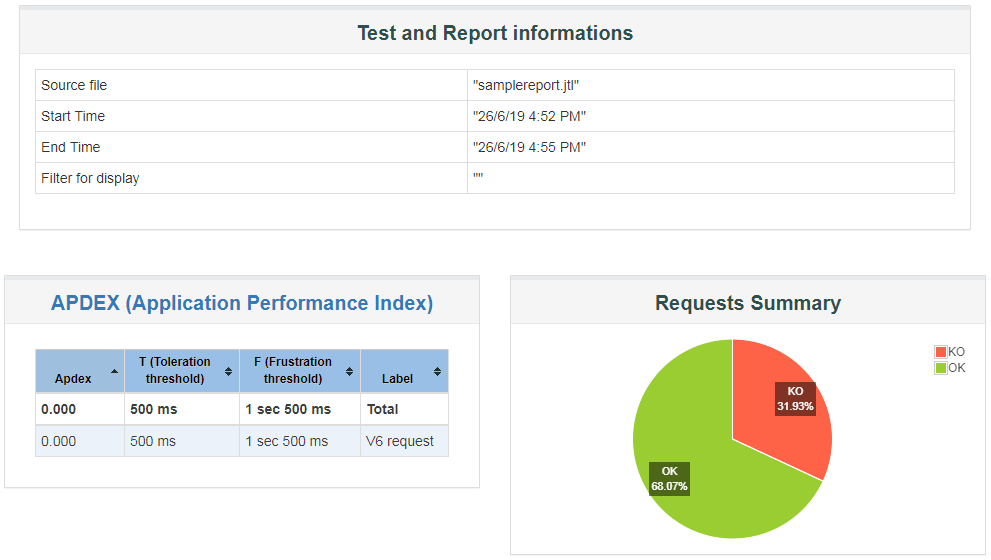 Test and Report informations
Source file "samplereport.jtl"
Start Time "26/6/19 4:52 PM"
End Time "26/6/19 4:55 PM"
Filter for display ""
APDEX (Application Performance Index)
Apdex T (Toleration threshold) F (Frustration threshold) Label
0.000 500 ms 1 sec 500 ms Total
0.000 500 ms 1 sec 500 ms V6 request
Requests Summary
KO
OK
KO
31.93%
OK
68.07%